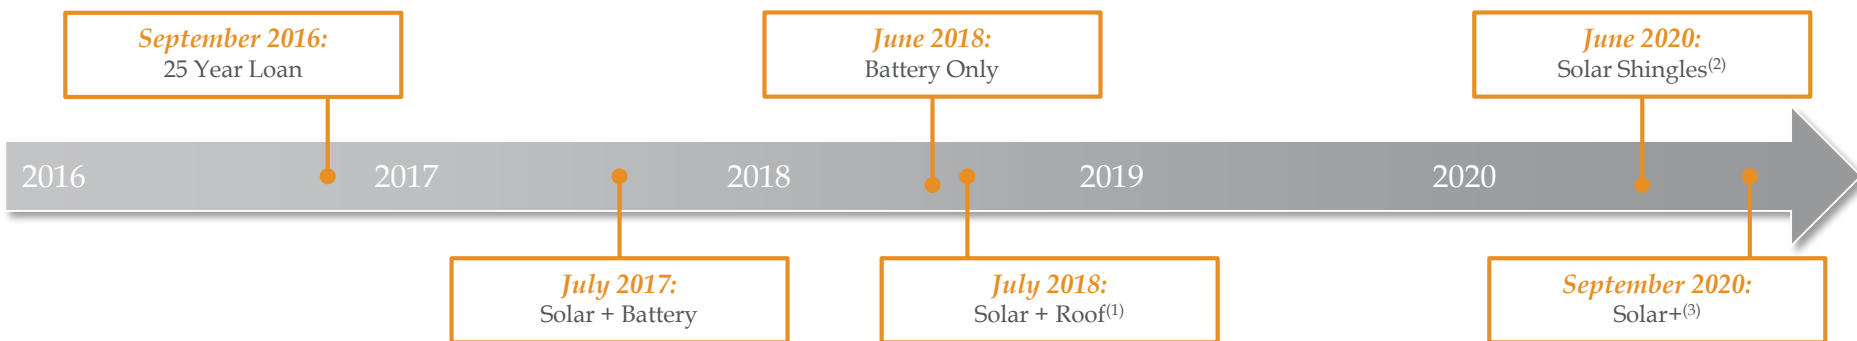 September 2016:
25 Year Loan
June 2018:
Battery Only
June 2020:
Solar Shingles(2)
2016
2017
2018
2019
2020
July 2017:
Solar + Battery
July 2018:
Solar + Roof(1)
September 2020:
Solar+(3)